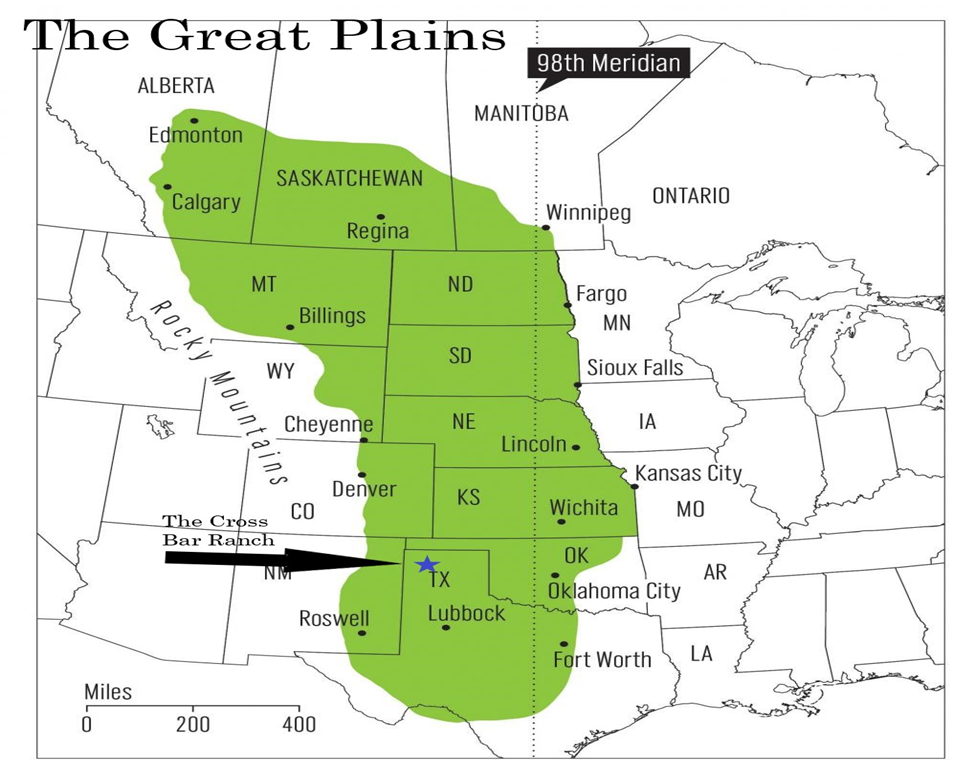 The Great Plains
98th Meridian
ALBERTA
MANITOBA
Edmonton
SASKATCHEWAN
ONTARIO
Calgary
Winnipeg
Regina
MT
ND
Fargo
Billings
MN
Rocky Mountains
SD
WY
Sioux Falls
Cheyenne
NE
IA
Lincoln
Kansas City
Denver
KS
CO
Wichita
MO
The Cross
Bar Ranch
OK
NM
TX
AR
Oklahoma City
Roswell
Lubbock
Fort Worth
LA
Miles
0 200 400